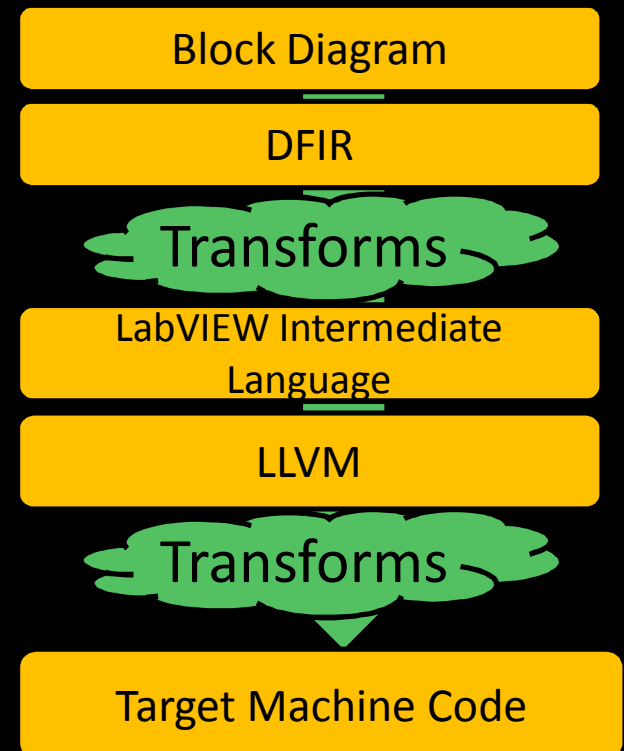 Block Diagram
DFIR
Transforms
LabVIEW Intermediate
Language
LLVM
Transforms
Target Machine Code